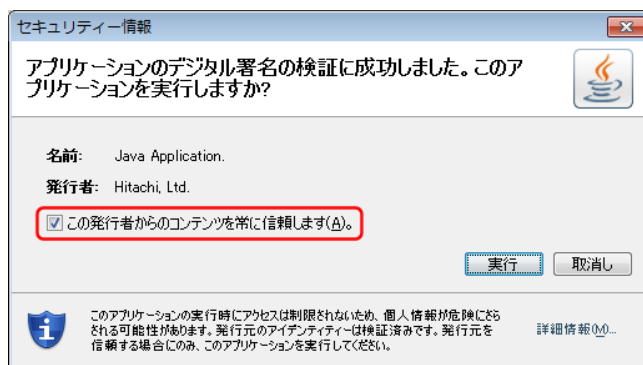 セキュリティー情報
アプリケーションのデジタル署名の検証に成功しました。このア
プリケーションを実行しますか?
名前: Java Application.
発行者: Hitachi, Ltd.
この発行者からのコンテンツを常に信頼します(A)。
実行 取消し
このアプリケーションの実行時にアクセスは制限されないため、個人情報が危険にさら
される可能性があります。発行元のアイデンティティーは検証済みです。発行元を
信頼する場合にのみ、このアプリケーションを実行してください。
詳細情報(M)...